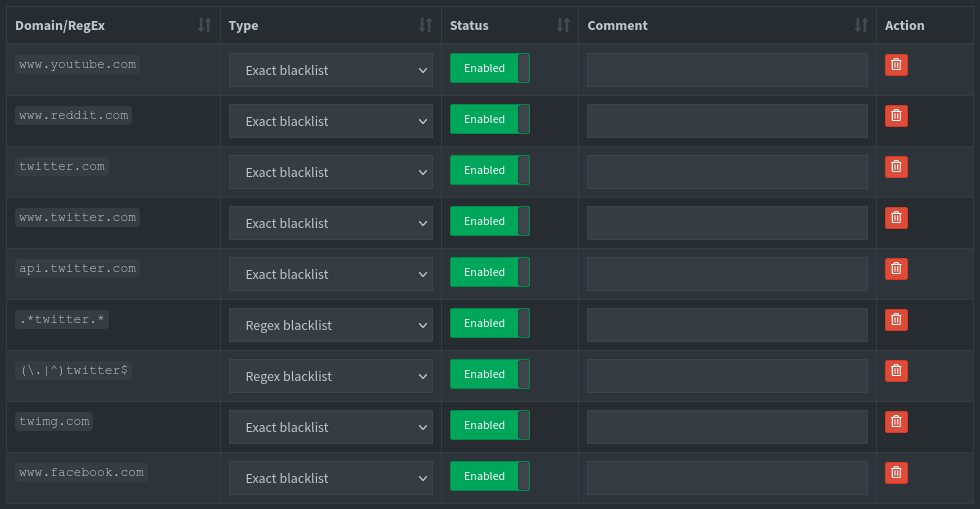 Domain/RegEx Type Status Comment Action
www.youtube.com Exact blacklist Enabled
www.reddit.com Exact blacklist Enabled
twitter.com Exact blacklist Enabled
www.twitter.com Exact blacklist Enabled
api.twitter.com Exact blacklist Enabled
.*twitter.* Regex blacklist Enabled
(\.|^)twitter$ Regex blacklist Enabled
twimg.com Exact blacklist Enabled
www.facebook.com Exact blacklist Enabled